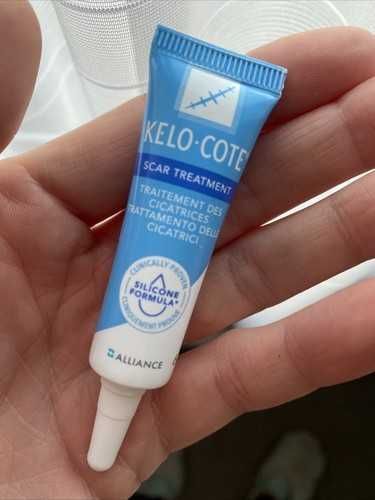 KELO·COTE
SCAR TREATMENT
TRAITEMENT DES
CICATRICES
TRATTAMENTO DELLE
CICATRICI
CLINICALLY PROVEN
SILICONE
FORMULA*
CLINIQUEMENT PROUVÉ
ALLIANCE